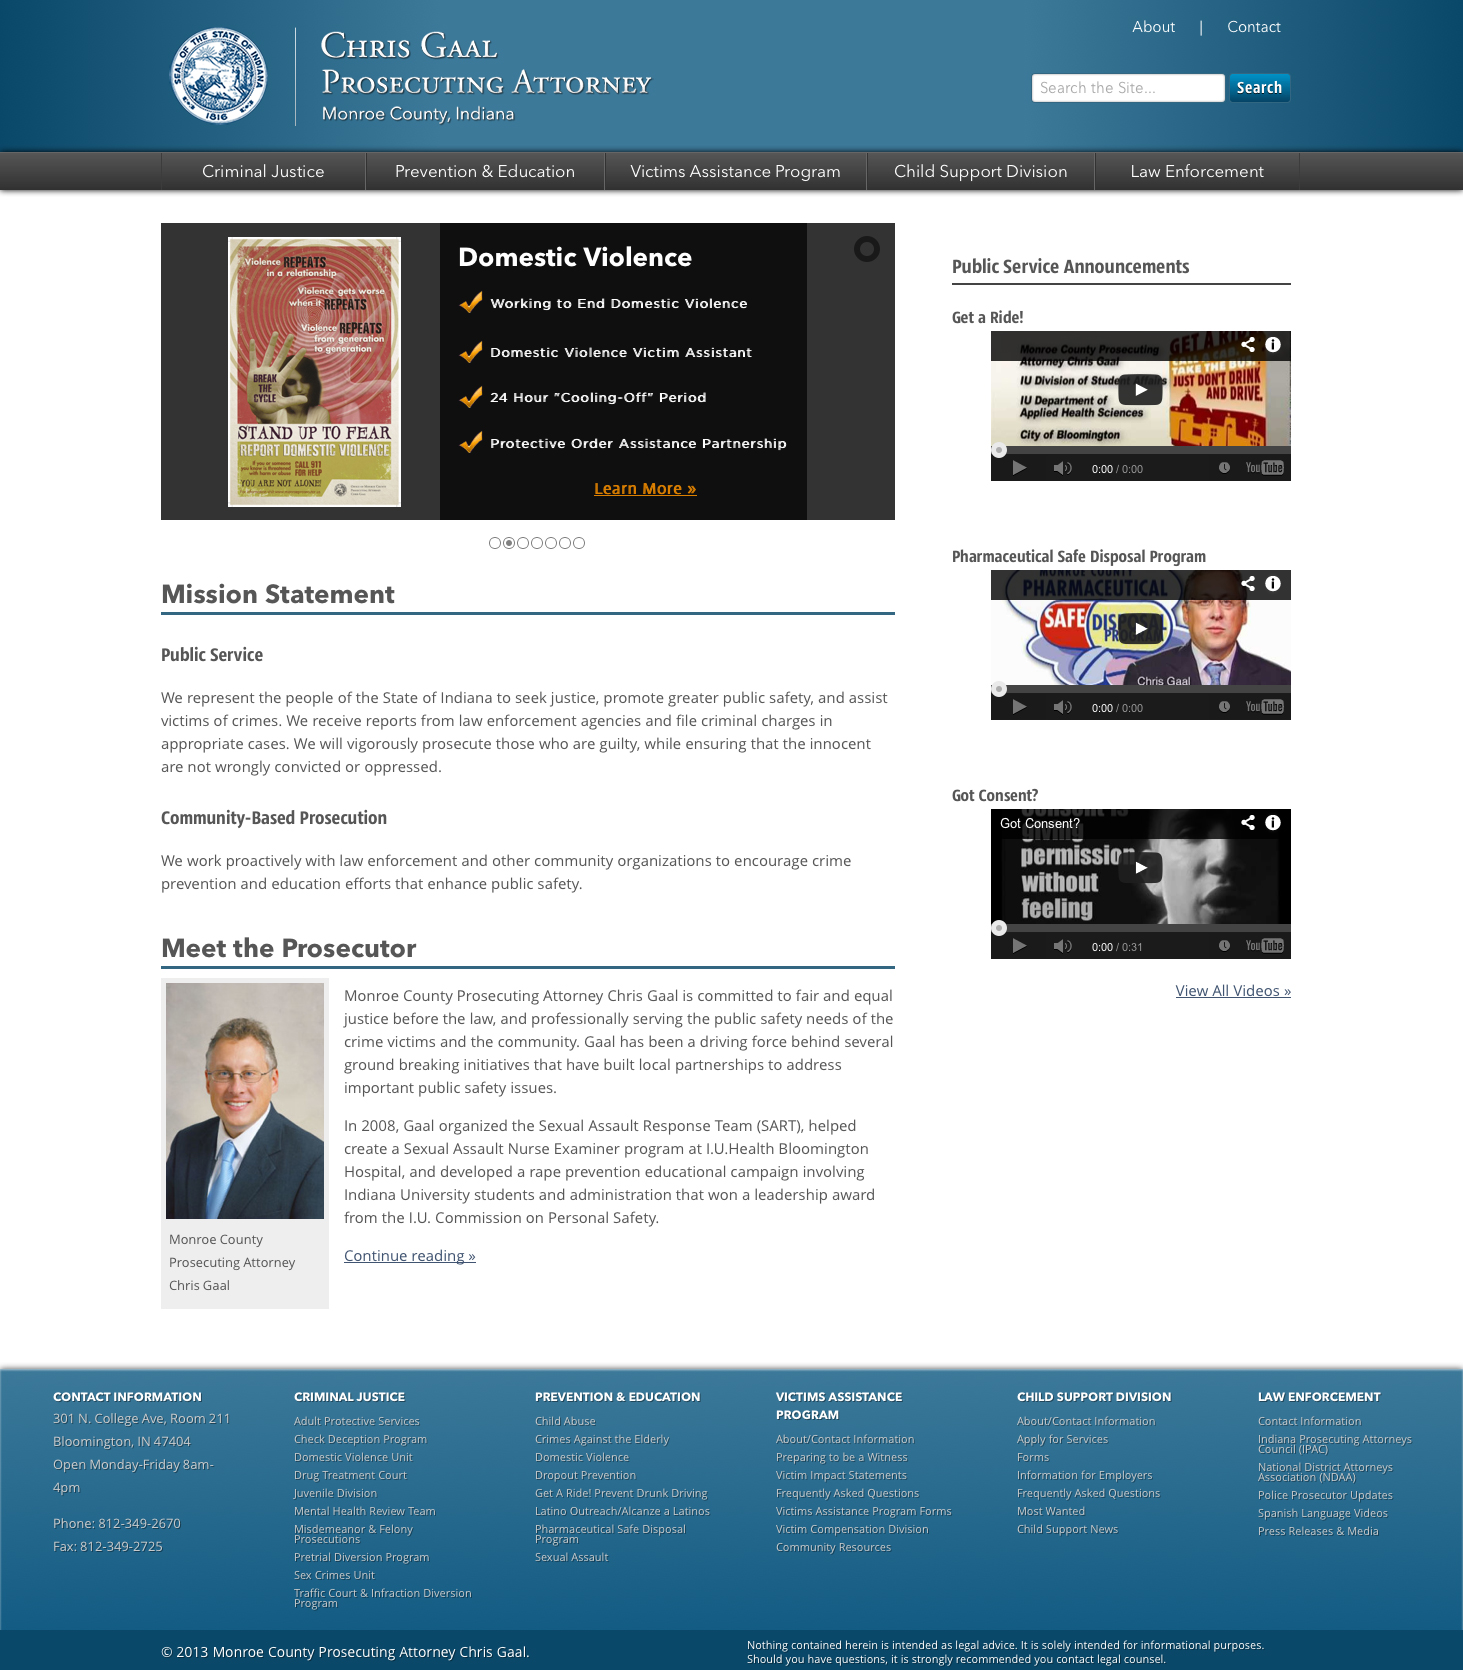 SEAL OF THE STATE OF INDIANA
1816
CHRIS GAAL
PROSECUTING ATTORNEY
Monroe County, Indiana
About | Contact
Search the Site...
Search
Criminal Justice
Prevention & Education
Victims Assistance Program
Child Support Division
Law Enforcement
Violence REPEATS
in a relationship
Violence gets worse
when it REPEATS
Violence REPEATS
from generation
to generation
BREAK
THE
CYCLE
STAND UP TO FEAR
REPORT DOMESTIC VIOLENCE
CALL 911
FOR HELP
YOU ARE NOT ALONE!
Domestic Violence
Working to End Domestic Violence
Domestic Violence Victim Assistant
24 Hour "Cooling-Off" Period
Protective Order Assistance Partnership
Learn More »
Mission Statement
Public Service
We represent the people of the State of Indiana to seek justice, promote greater public safety, and assist
victims of crimes. We receive reports from law enforcement agencies and file criminal charges in
appropriate cases. We will vigorously prosecute those who are guilty, while ensuring that the innocent
are not wrongly convicted or oppressed.
Community-Based Prosecution
We work proactively with law enforcement and other community organizations to encourage crime
prevention and education efforts that enhance public safety.
Meet the Prosecutor
Monroe County
Prosecuting Attorney
Chris Gaal
Monroe County Prosecuting Attorney Chris Gaal is committed to fair and equal
justice before the law, and professionally serving the public safety needs of the
crime victims and the community. Gaal has been a driving force behind several
ground breaking initiatives that have built local partnerships to address
important public safety issues.
In 2008, Gaal organized the Sexual Assault Response Team (SART), helped
create a Sexual Assault Nurse Examiner program at I.U.Health Bloomington
Hospital, and developed a rape prevention educational campaign involving
Indiana University students and administration that won a leadership award
from the I.U. Commission on Personal Safety.
Continue reading »
Public Service Announcements
Get a Ride!
Monroe County Prosecuting
Attorney Chris Gaal
IU Division of Student Affairs
IU Department of
Applied Health Sciences
City of Bloomington
GET A RIDE
TAKE THE BUS
JUST DON'T DRINK
AND DRIVE.
0:00 / 0:00
YouTube
Pharmaceutical Safe Disposal Program
MONROE COUNTY
PHARMACEUTICAL
SAFE DISPOSAL
PROGRAM
Chris Gaal
0:00 / 0:00
YouTube
Got Consent?
Got Consent?
consent is
giving
permission
without
feeling
0:00 / 0:31
YouTube
View All Videos »
CONTACT INFORMATION
301 N. College Ave, Room 211
Bloomington, IN 47404
Open Monday-Friday 8am-
4pm
Phone: 812-349-2670
Fax: 812-349-2725
CRIMINAL JUSTICE
Adult Protective Services
Check Deception Program
Domestic Violence Unit
Drug Treatment Court
Juvenile Division
Mental Health Review Team
Misdemeanor & Felony
Prosecutions
Pretrial Diversion Program
Sex Crimes Unit
Traffic Court & Infraction Diversion
Program
PREVENTION & EDUCATION
Child Abuse
Crimes Against the Elderly
Domestic Violence
Dropout Prevention
Get A Ride! Prevent Drunk Driving
Latino Outreach/Alcanze a Latinos
Pharmaceutical Safe Disposal
Program
Sexual Assault
VICTIMS ASSISTANCE
PROGRAM
About/Contact Information
Preparing to be a Witness
Victim Impact Statements
Frequently Asked Questions
Victims Assistance Program Forms
Victim Compensation Division
Community Resources
CHILD SUPPORT DIVISION
About/Contact Information
Apply for Services
Forms
Information for Employers
Frequently Asked Questions
Most Wanted
Child Support News
LAW ENFORCEMENT
Contact Information
Indiana Prosecuting Attorneys
Council (IPAC)
National District Attorneys
Association (NDAA)
Police Prosecutor Updates
Spanish Language Videos
Press Releases & Media
© 2013 Monroe County Prosecuting Attorney Chris Gaal.
Nothing contained herein is intended as legal advice. It is solely intended for informational purposes.
Should you have questions, it is strongly recommended you contact legal counsel.